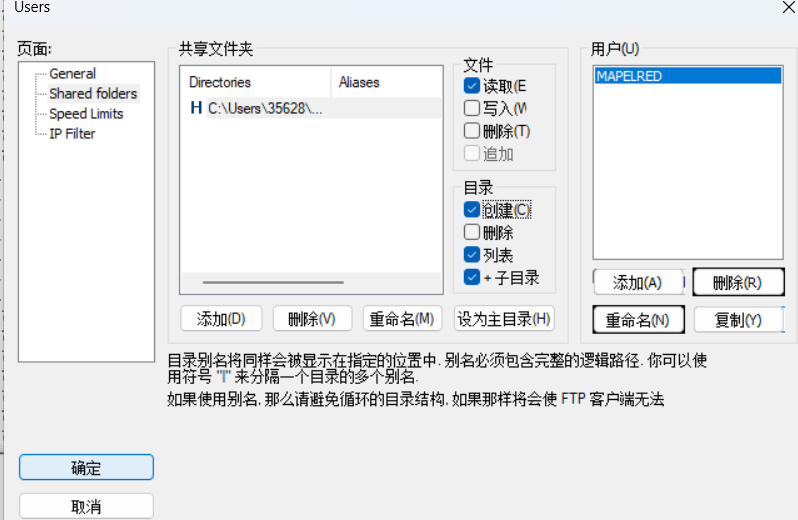 Users
页面:
General
Shared folders
Speed Limits
IP Filter
共享文件夹
Directories Aliases
H C:\Users\35628\...
文件
读取(E
写入(W
删除(T)
追加
目录
创建(C)
删除
列表
+ 子目录
添加(D) 删除(V) 重命名(M) 设为主目录(H)
用户(U)
MAPELRED
添加(A) 删除(R)
重命名(N) 复制(Y)
目录别名将同样会被显示在指定的位置中. 别名必须包含完整的逻辑路径. 你可以使
用符号 "|" 来分隔一个目录的多个别名.
如果使用别名, 那么请避免循环的目录结构, 如果那样将会使 FTP 客户端无法
确定
取消